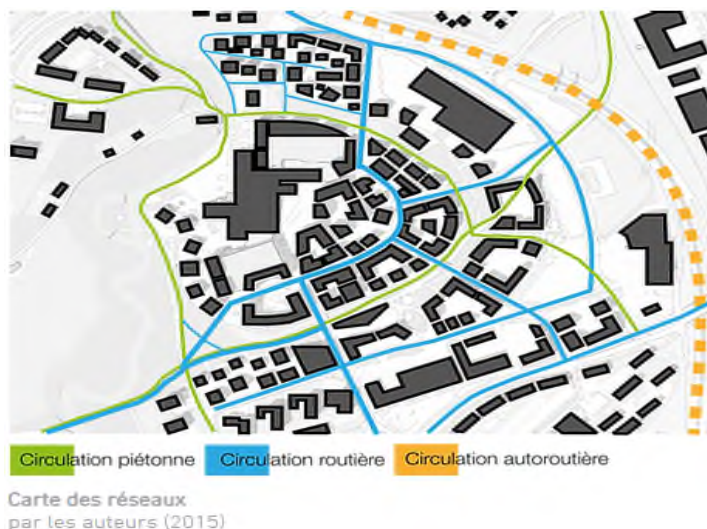 Circulation piétonne Circulation routière Circulation autoroutière
Carte des réseaux
par les auteurs (2015)